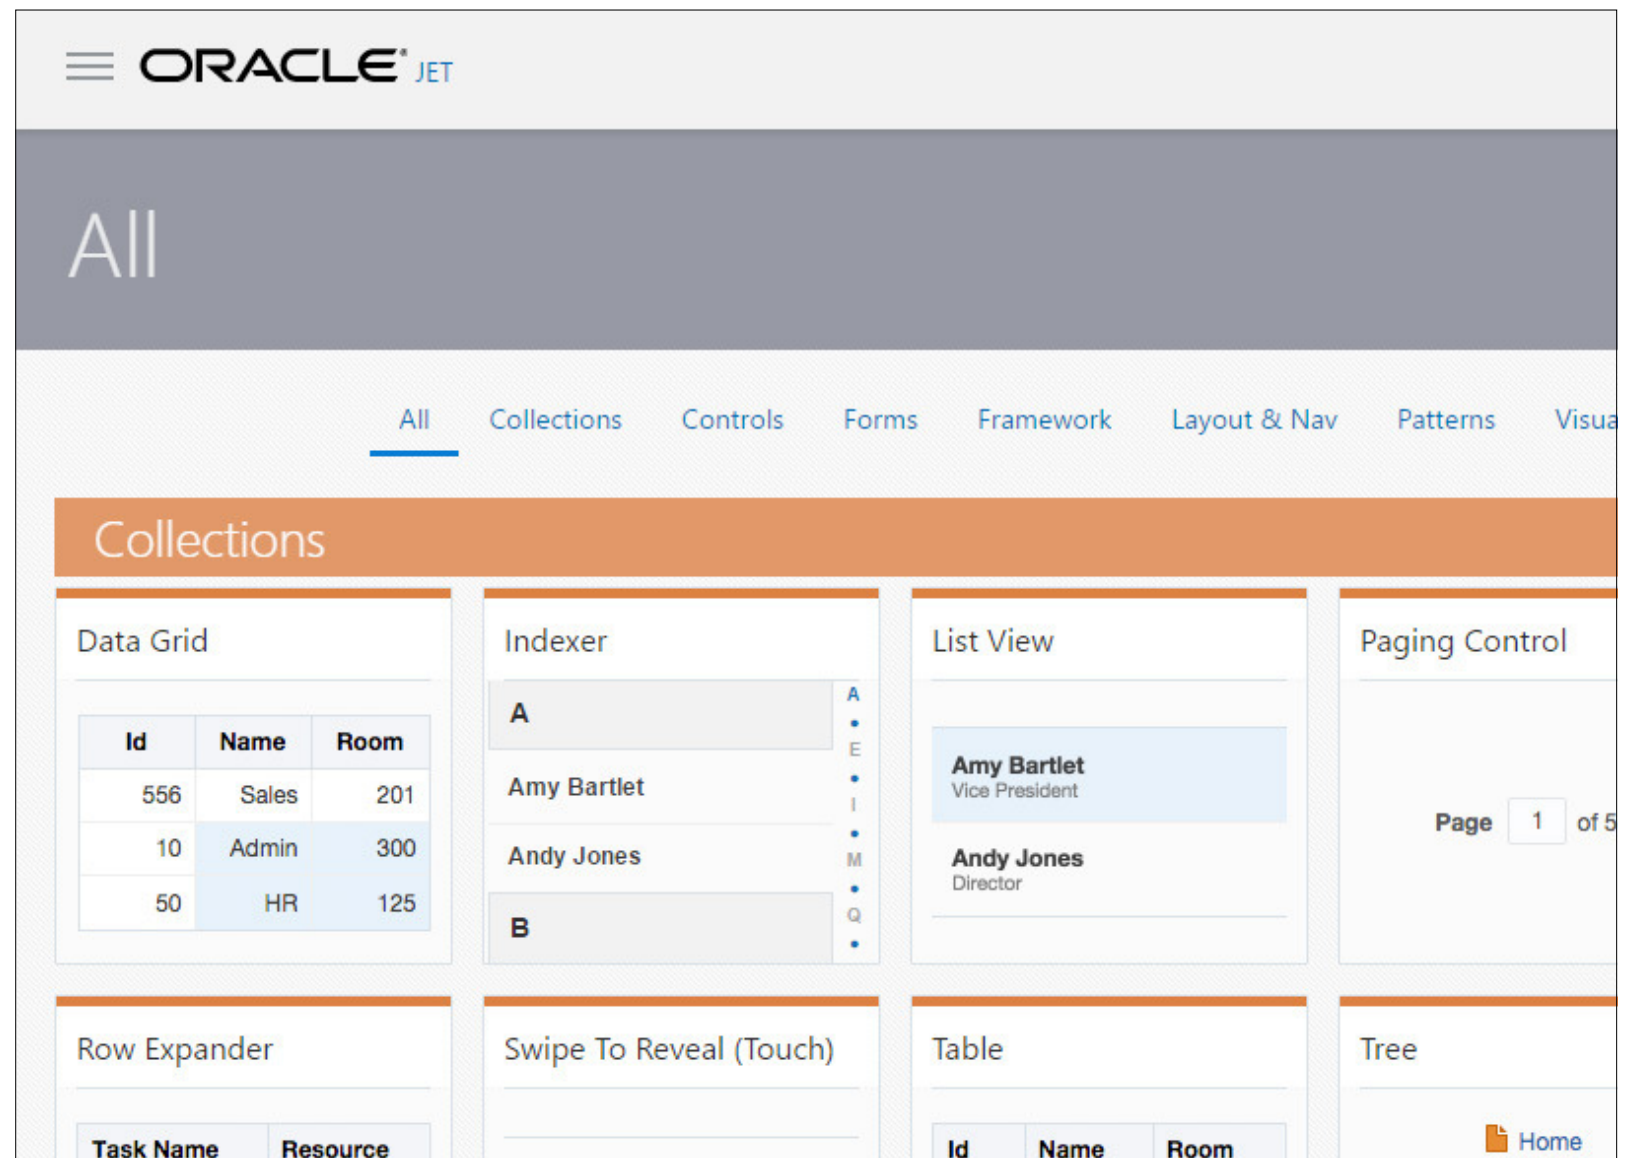 ORACLE® JET
All
All Collections Controls Forms Framework Layout & Nav Patterns Visua
Collections
Data Grid
Id Name Room
556 Sales 201
10 Admin 300
50 HR 125
Indexer
A
Amy Bartlet
Andy Jones
B
A
•
E
•
I
•
M
•
Q
•
List View
Amy Bartlet
Vice President
Andy Jones
Director
Paging Control
Page 1 of 5
Row Expander
Task Name Resource
Swipe To Reveal (Touch)
Table
Id Name Room
Tree
Home